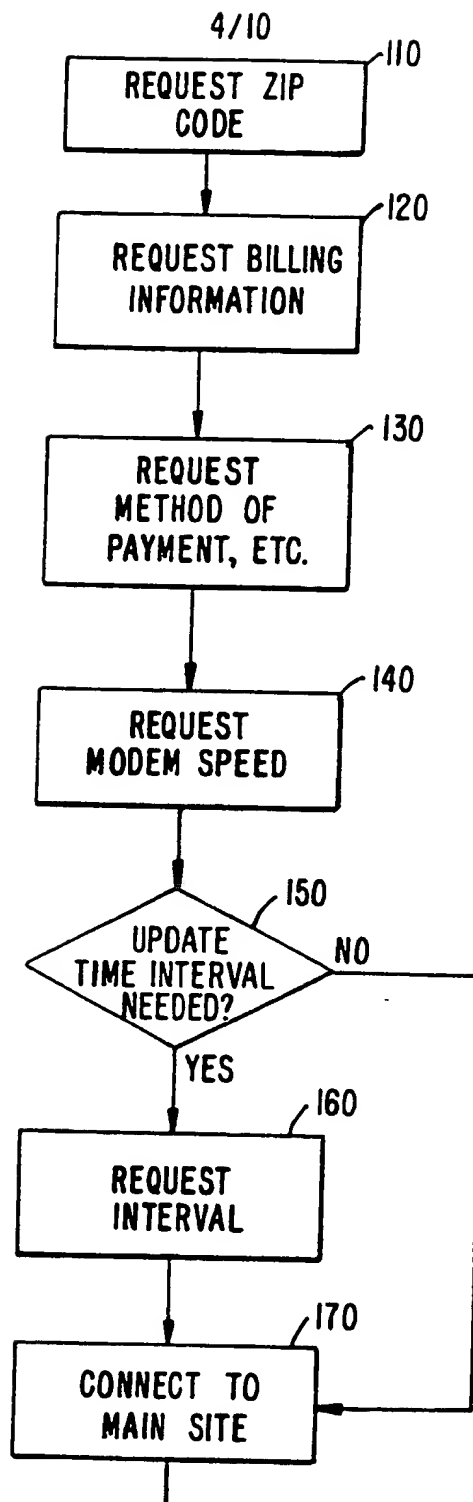 4/10
110
REQUEST ZIP
CODE
120
REQUEST BILLING
INFORMATION
130
REQUEST
METHOD OF
PAYMENT, ETC.
140
REQUEST
MODEM SPEED
150
UPDATE
TIME INTERVAL
NEEDED?
NO
YES
160
REQUEST
INTERVAL
170
CONNECT TO
MAIN SITE